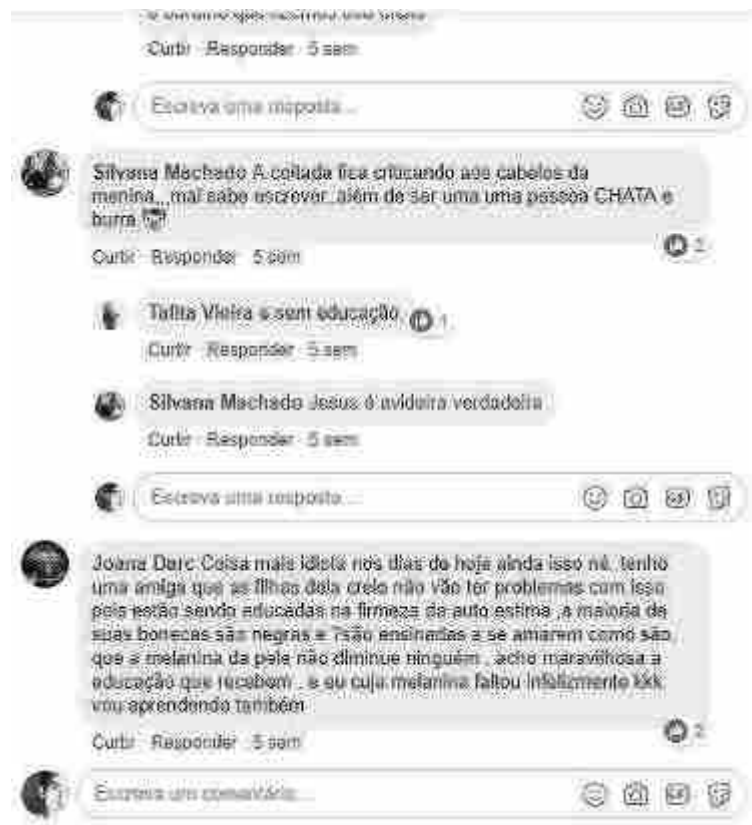 Curtir Responder 5 sem
Escreva uma resposta...
Silvana Machado A coitada fica criticando aos cabelos da
menina,,,mal sabe escrever..além de ser uma uma pessoa CHATA e
burra
2
Curtir Responder 5 sem
Talita Vieira e sem educação. 1
Curtir Responder 5 sem
Silvana Machado Jesus é avideira verdadeira
Curtir Responder 5 sem
Escreva uma resposta...
Joana Darc Coisa mais idiota nos dias de hoje ainda isso né, tenho
uma amiga que as filhas dela creio não vão ter problemas com isso
pois estão sendo educadas na firmeza da auto estima ,a maioria de
suas bonecas são negras e são ensinadas a se amarem como são
que a melanina da pele não diminue ninguém , acho maravilhosa a
educação que recebem , e eu cuja melanina faltou infelizmente kkk
vou aprendendo também
2
Curtir Responder 5 sem
Escreva um comentário...